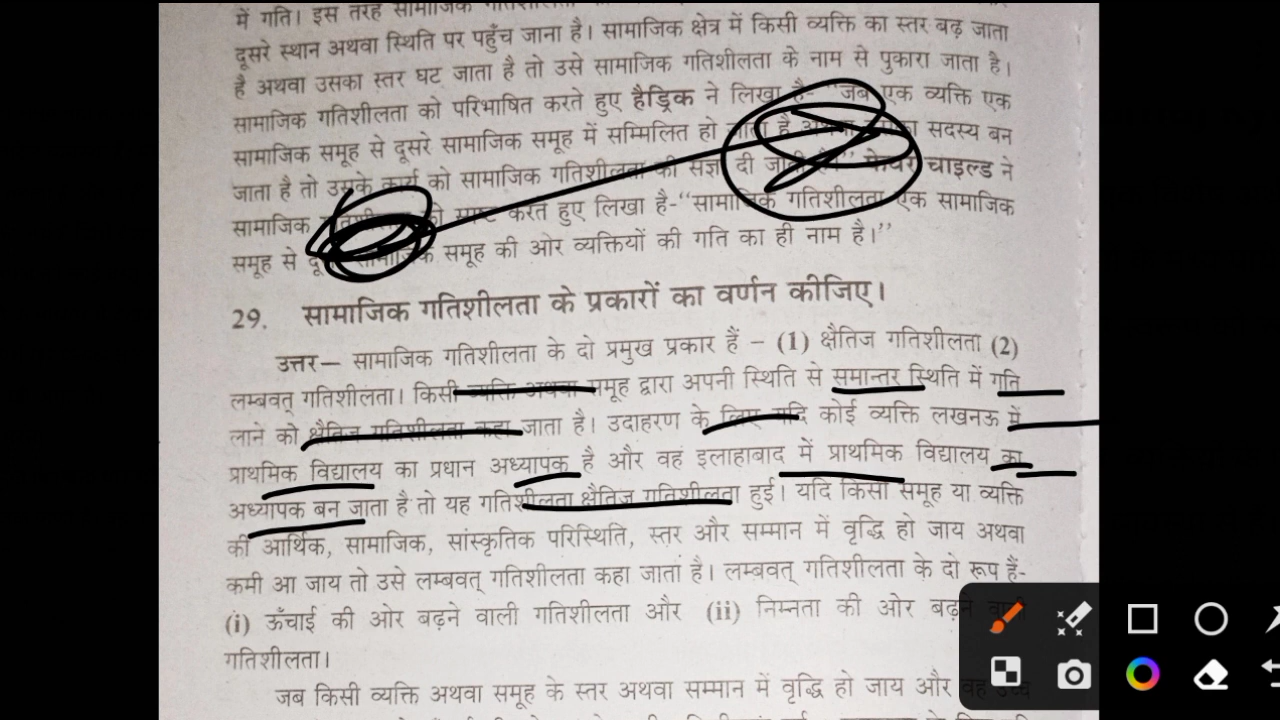 में गति। इस तरह सामाजिक
दूसरे स्थान अथवा स्थिति पर पहुँच जाना है। सामाजिक क्षेत्र में किसी व्यक्ति का स्तर बढ़ जाता
है अथवा उसका स्तर घट जाता है तो उसे सामाजिक गतिशीलता के नाम से पुकारा जाता है।
सामाजिक गतिशीलता को परिभाषित करते हुए हैड्रिक ने लिखा है- "जब एक व्यक्ति एक
सामाजिक समूह से दूसरे सामाजिक समूह में सम्मिलित हो जाता है सदस्य बन
जाता है तो उसके कार्य को सामाजिक गतिशीलता की संज्ञा दी चाइल्ड ने
सामाजिक स्पष्ट करते हुए लिखा है-"सामाजिक गतिशीलता एक सामाजिक
समूह से सामाजिक समूह की ओर व्यक्तियों की गति का ही नाम है।"
29. सामाजिक गतिशीलता के प्रकारों का वर्णन कीजिए।
उत्तर– सामाजिक गतिशीलता के दो प्रमुख प्रकार हैं – (1) क्षैतिज गतिशीलता (2)
लम्बवत् गतिशीलता। किसी व्यक्ति अथवा समूह द्वारा अपनी स्थिति से समान्तर स्थिति में गति
लाने को क्षैतिज गतिशीलता कहा जाता है। उदाहरण के लिए यदि कोई व्यक्ति लखनऊ में
प्राथमिक विद्यालय का प्रधान अध्यापक है और वह इलाहाबाद में प्राथमिक विद्यालय का
अध्यापक बन जाता है तो यह गतिशीलता क्षैतिज गतिशीलता हुई। यदि किसी समूह या व्यक्ति
की आर्थिक, सामाजिक, सांस्कृतिक परिस्थिति, स्तर और सम्मान में वृद्धि हो जाय अथवा
कमी आ जाय तो उसे लम्बवत् गतिशीलता कहा जाता है। लम्बवत् गतिशीलता के दो रूप हैं-
(i) ऊँचाई की ओर बढ़ने वाली गतिशीलता और (ii) निम्नता की ओर बढ़ने वाली
गतिशीलता।
जब किसी व्यक्ति अथवा समूह के स्तर अथवा सम्मान में वृद्धि हो जाय और वह उच्च